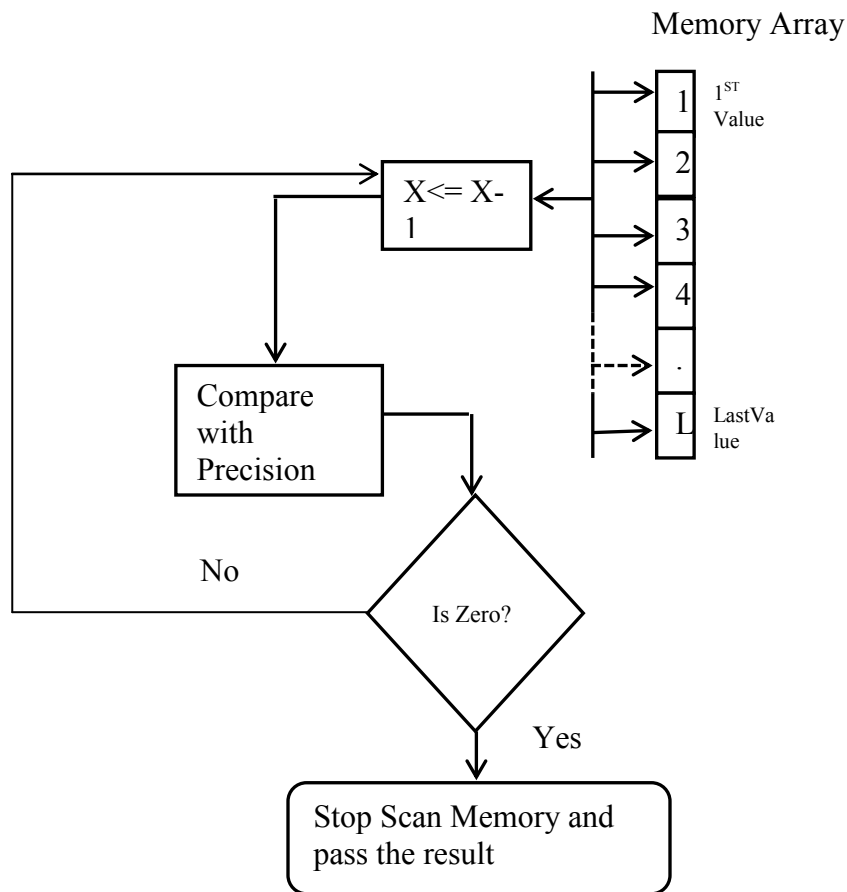 Memory Array
1
1ST
Value
2
3
4
.
L
LastVa
lue
X<= X-
1
Compare
with
Precision
No
Is Zero?
Yes
Stop Scan Memory and
pass the result